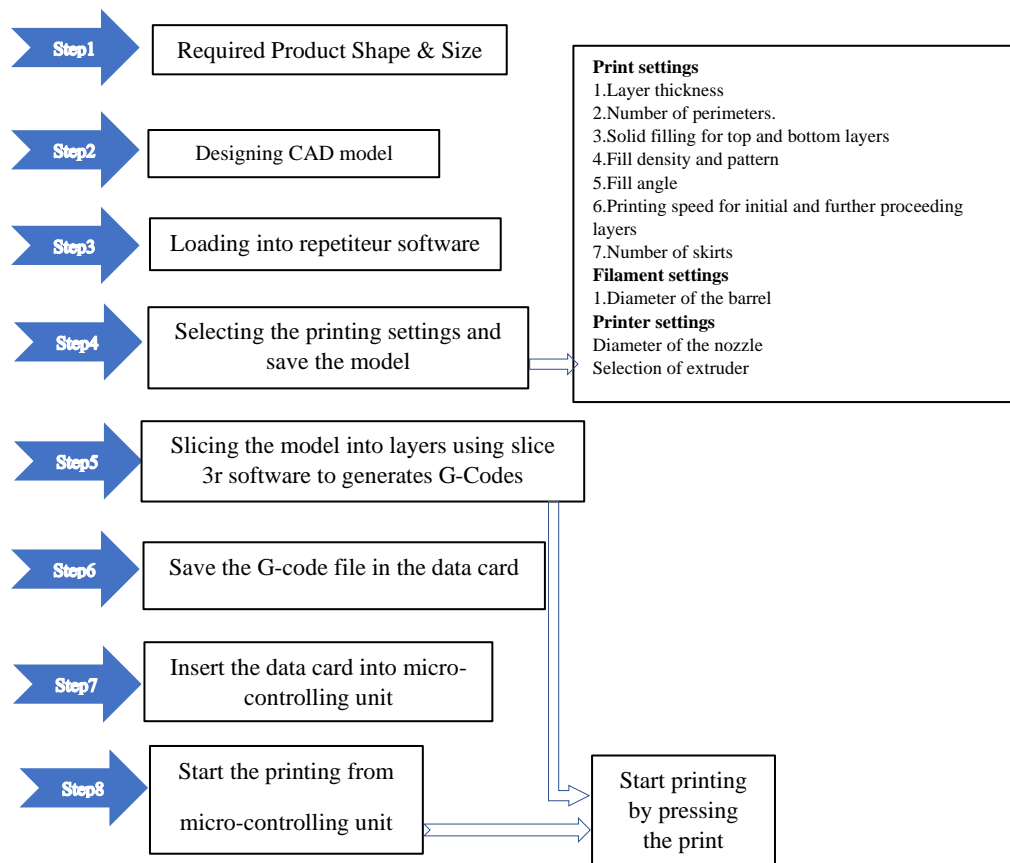 Step1
Required Product Shape & Size
Step2
Designing CAD model
Step3
Loading into repetiteur software
Step4
Selecting the printing settings and
save the model
Print settings
1.Layer thickness
2.Number of perimeters.
3.Solid filling for top and bottom layers
4.Fill density and pattern
5.Fill angle
6.Printing speed for initial and further proceeding
layers
7.Number of skirts
Filament settings
1.Diameter of the barrel
Printer settings
Diameter of the nozzle
Selection of extruder
Step5
Slicing the model into layers using slice
3r software to generates G-Codes
Step6
Save the G-code file in the data card
Step7
Insert the data card into micro-
controlling unit
Step8
Start the printing from
micro-controlling unit
Start printing
by pressing
the print